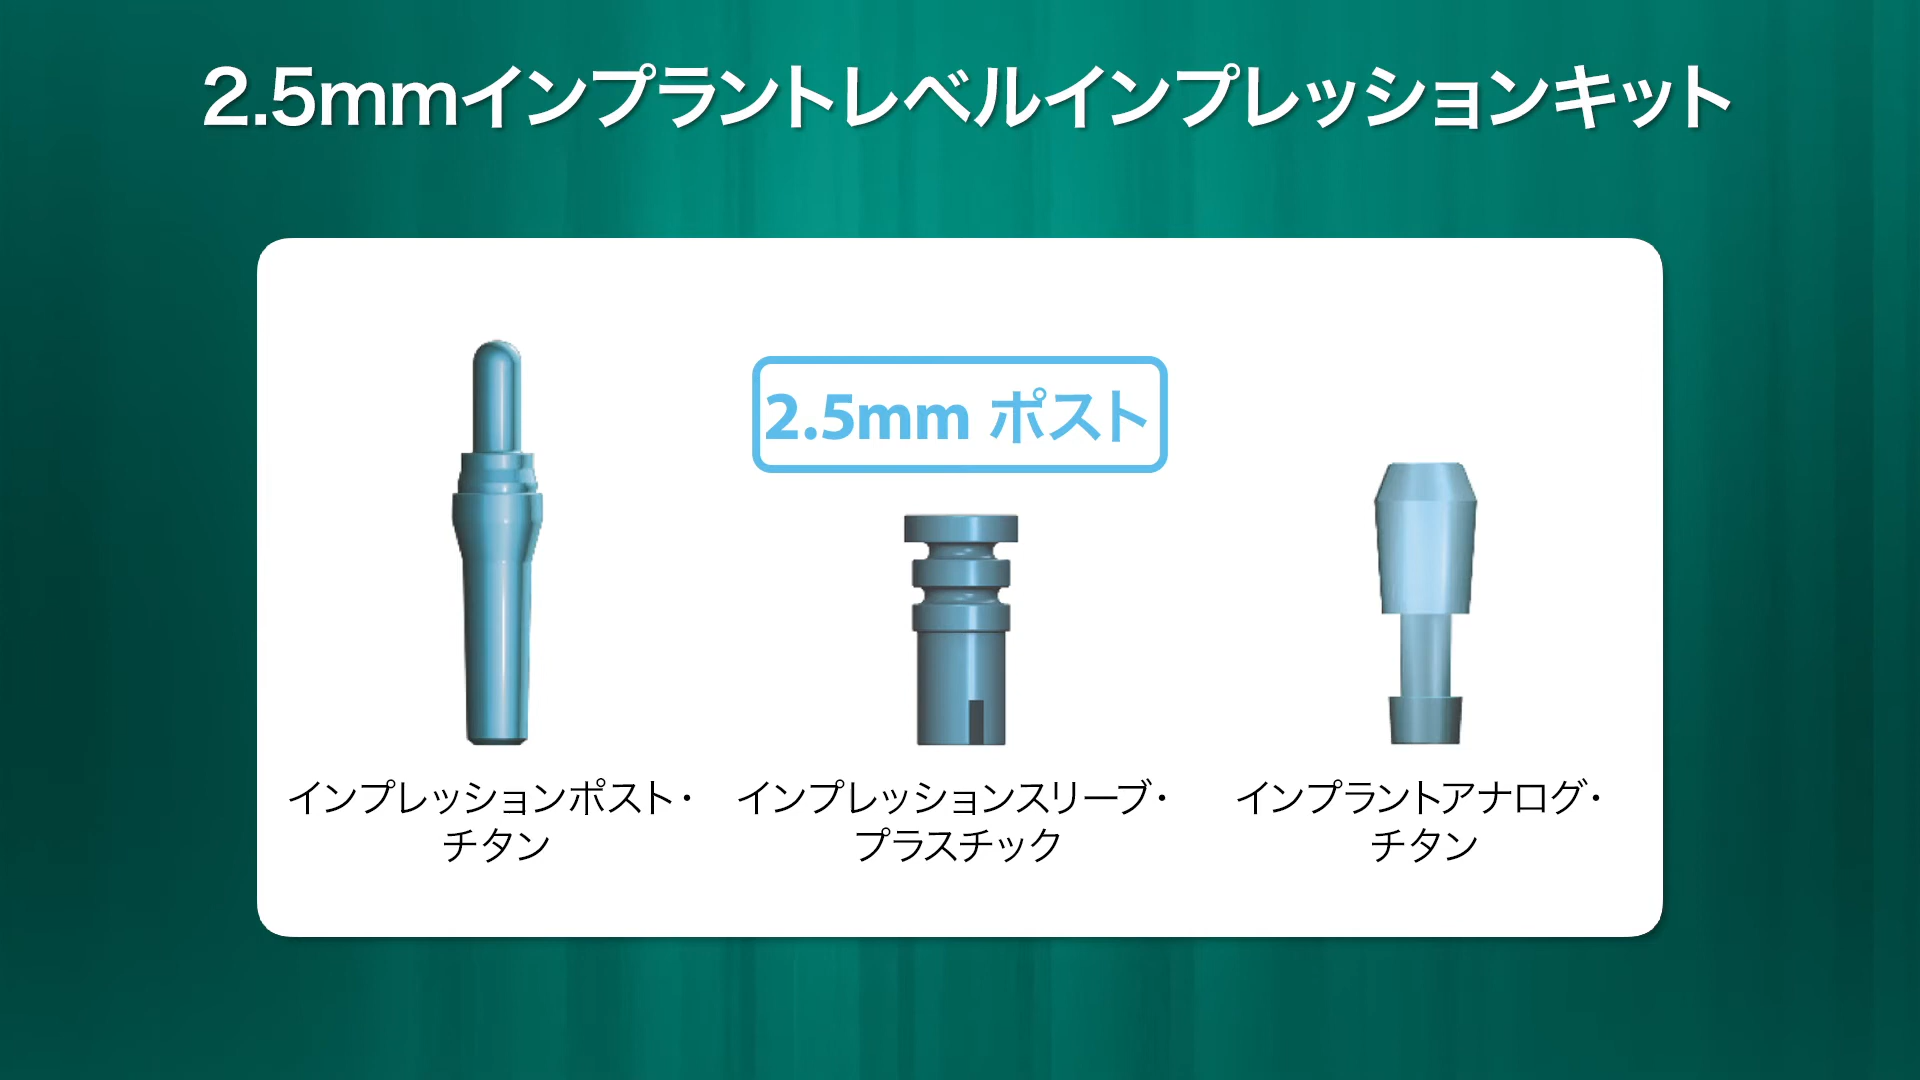 2.5mmインプラントレベルインプレッションキット
2.5mm ポスト
インプレッションポスト・
チタン
インプレッションスリーブ・
プラスチック
インプラントアナログ・
チタン